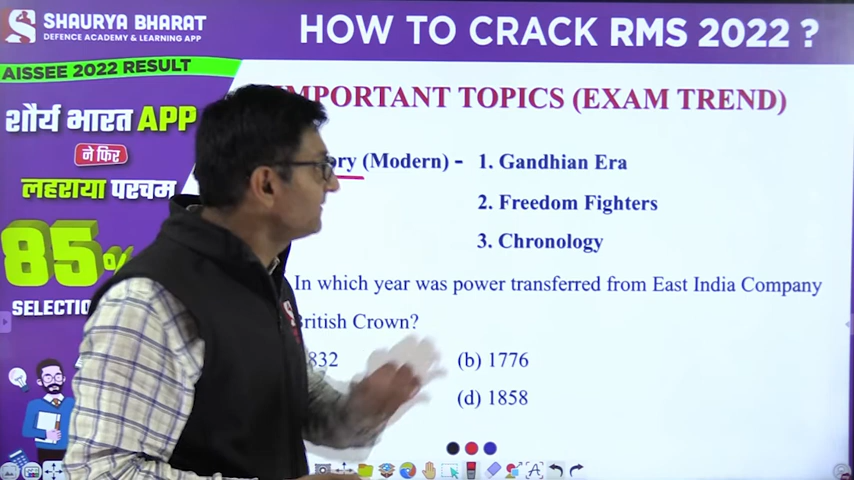 SHAURYA BHARAT
DEFENCE ACADEMY & LEARNING APP
HOW TO CRACK RMS 2022 ?
AISSEE 2022 RESULT
शौर्य भारत APP
ने फिर
लहराया परचम
85%
SELECTIO
IMPORTANT TOPICS (EXAM TREND)
ory (Modern) - 1. Gandhian Era
2. Freedom Fighters
3. Chronology
In which year was power transferred from East India Company
British Crown?
832 (b) 1776
(d) 1858